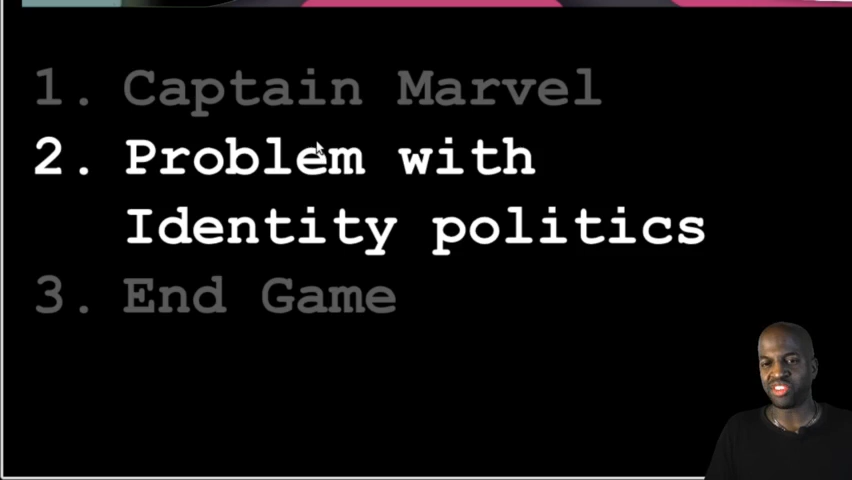 1. Captain Marvel
2. Problem with
Identity politics
3. End Game